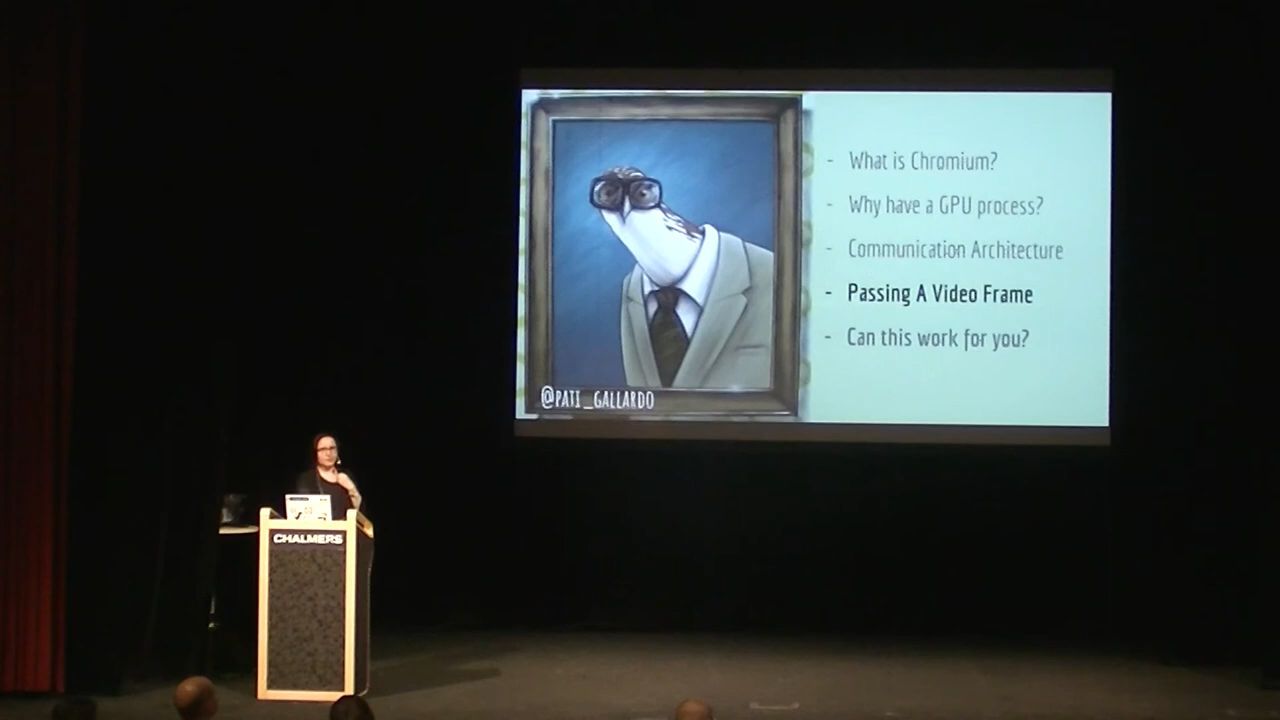 - What is Chromium?
- Why have a GPU process?
- Communication Architecture
- Passing A Video Frame
- Can this work for you?
@PATI_GALLARDO
CHALMERS